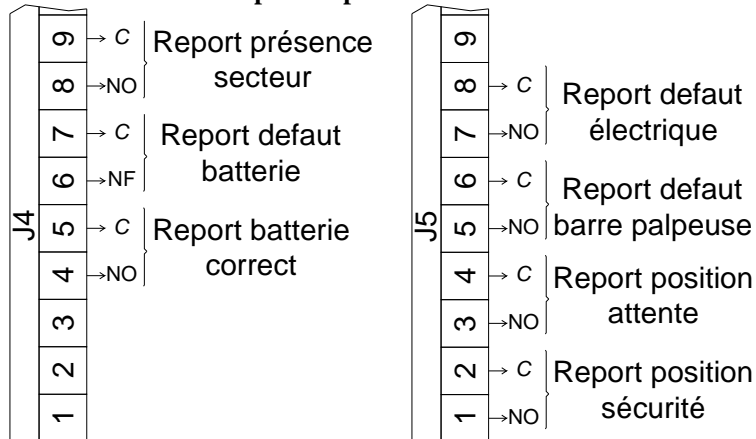 J4
9 → C
Report présence
secteur
8 →NO
7 → C
Report defaut
batterie
6 →NF
5 → C
Report batterie
correct
4 →NO
3
2
1
J5
9
8 → C
Report defaut
électrique
7 →NO
6 → C
Report defaut
barre palpeuse
5 →NO
4 → C
Report position
attente
3 →NO
2 → C
Report position
sécurité
1 →NO